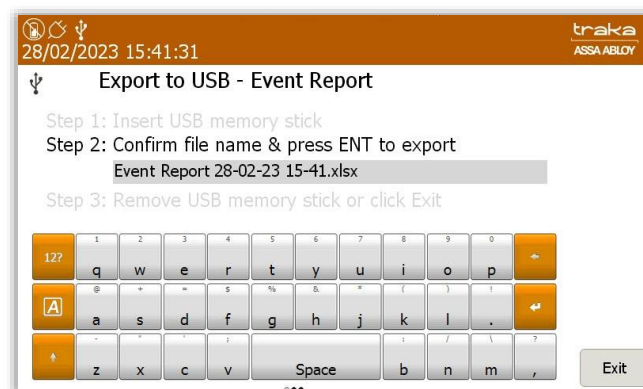 traka
28/02/2023 15:41:31
ASSA ABLOY
Export to USB - Event Report
Step 1: Insert USB memory stick
Step 2: Confirm file name & press ENT to export
Event Report 28-02-23 15-41.xlsx
Step 3: Remove USB memory stick or click Exit
1 2 3 4 5 6 7 8 9 0
12? q w e r t y u i o p
@ + = $ % & * ( ) !
A a s d f g h j k l .
- " ' ; : / \ ?
z x c v Space b n m ,
Exit